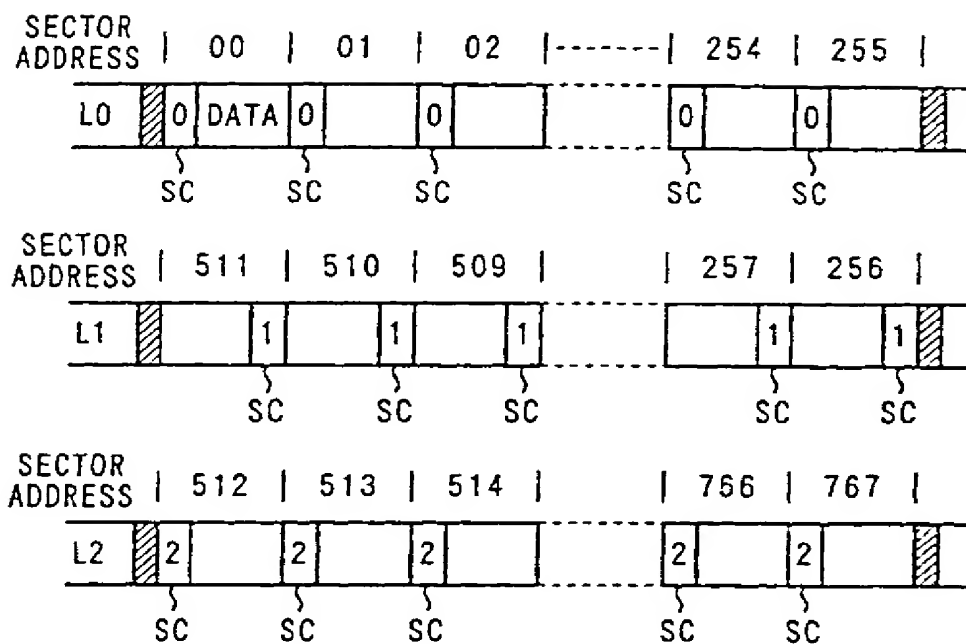 SECTOR ADDRESS | 00 | 01 | 02 | | 254 | 255 |
L0 0 DATA 0 0 0 0
SC SC SC SC SC
SECTOR ADDRESS | 511 | 510 | 509 | | 257 | 256 |
L1 1 1 1 1 1
SC SC SC SC SC
SECTOR ADDRESS | 512 | 513 | 514 | | 766 | 767 |
L2 2 2 2 2 2
SC SC SC SC SC